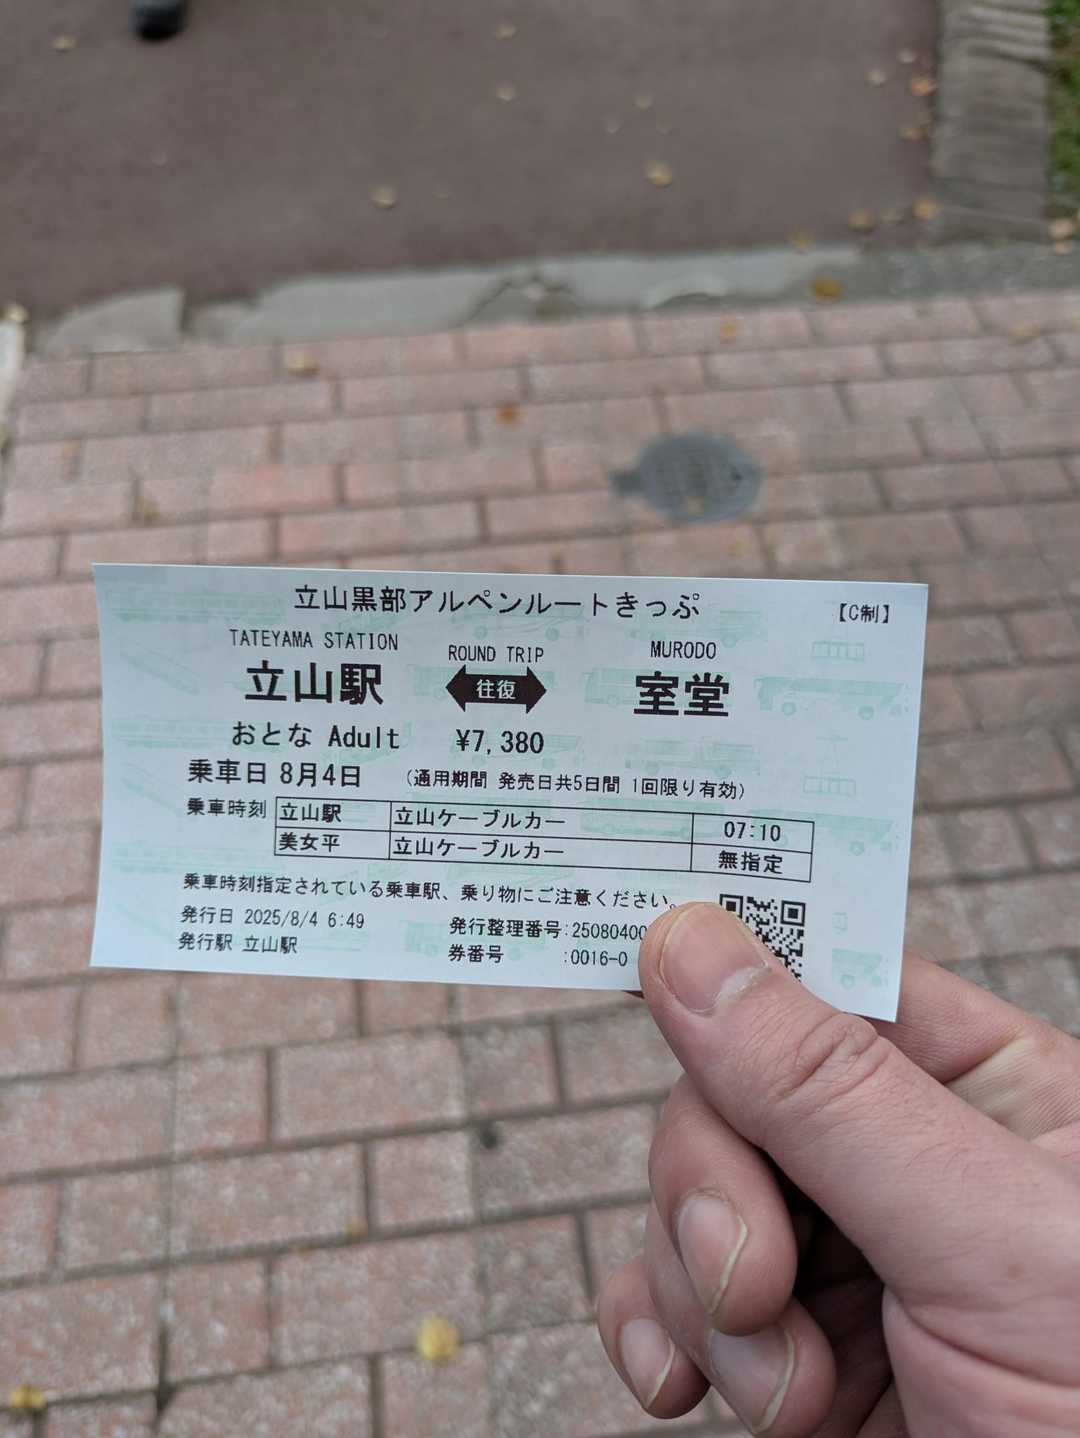 立山黒部アルペンルートきっぷ 【C制】
TATEYAMA STATION ROUND TRIP MURODO
立山駅 往復 室堂
おとな Adult ¥7,380
乗車日 8月4日 （通用期間 発売日共5日間 1回限り有効）
乗車時刻 立山駅 立山ケーブルカー 07:10
美女平 立山ケーブルカー 無指定
乗車時刻指定されている乗車駅、乗り物にご注意ください。
発行日 2025/8/4 6:49 発行整理番号:25080400
発行駅 立山駅 券番号 :0016-0